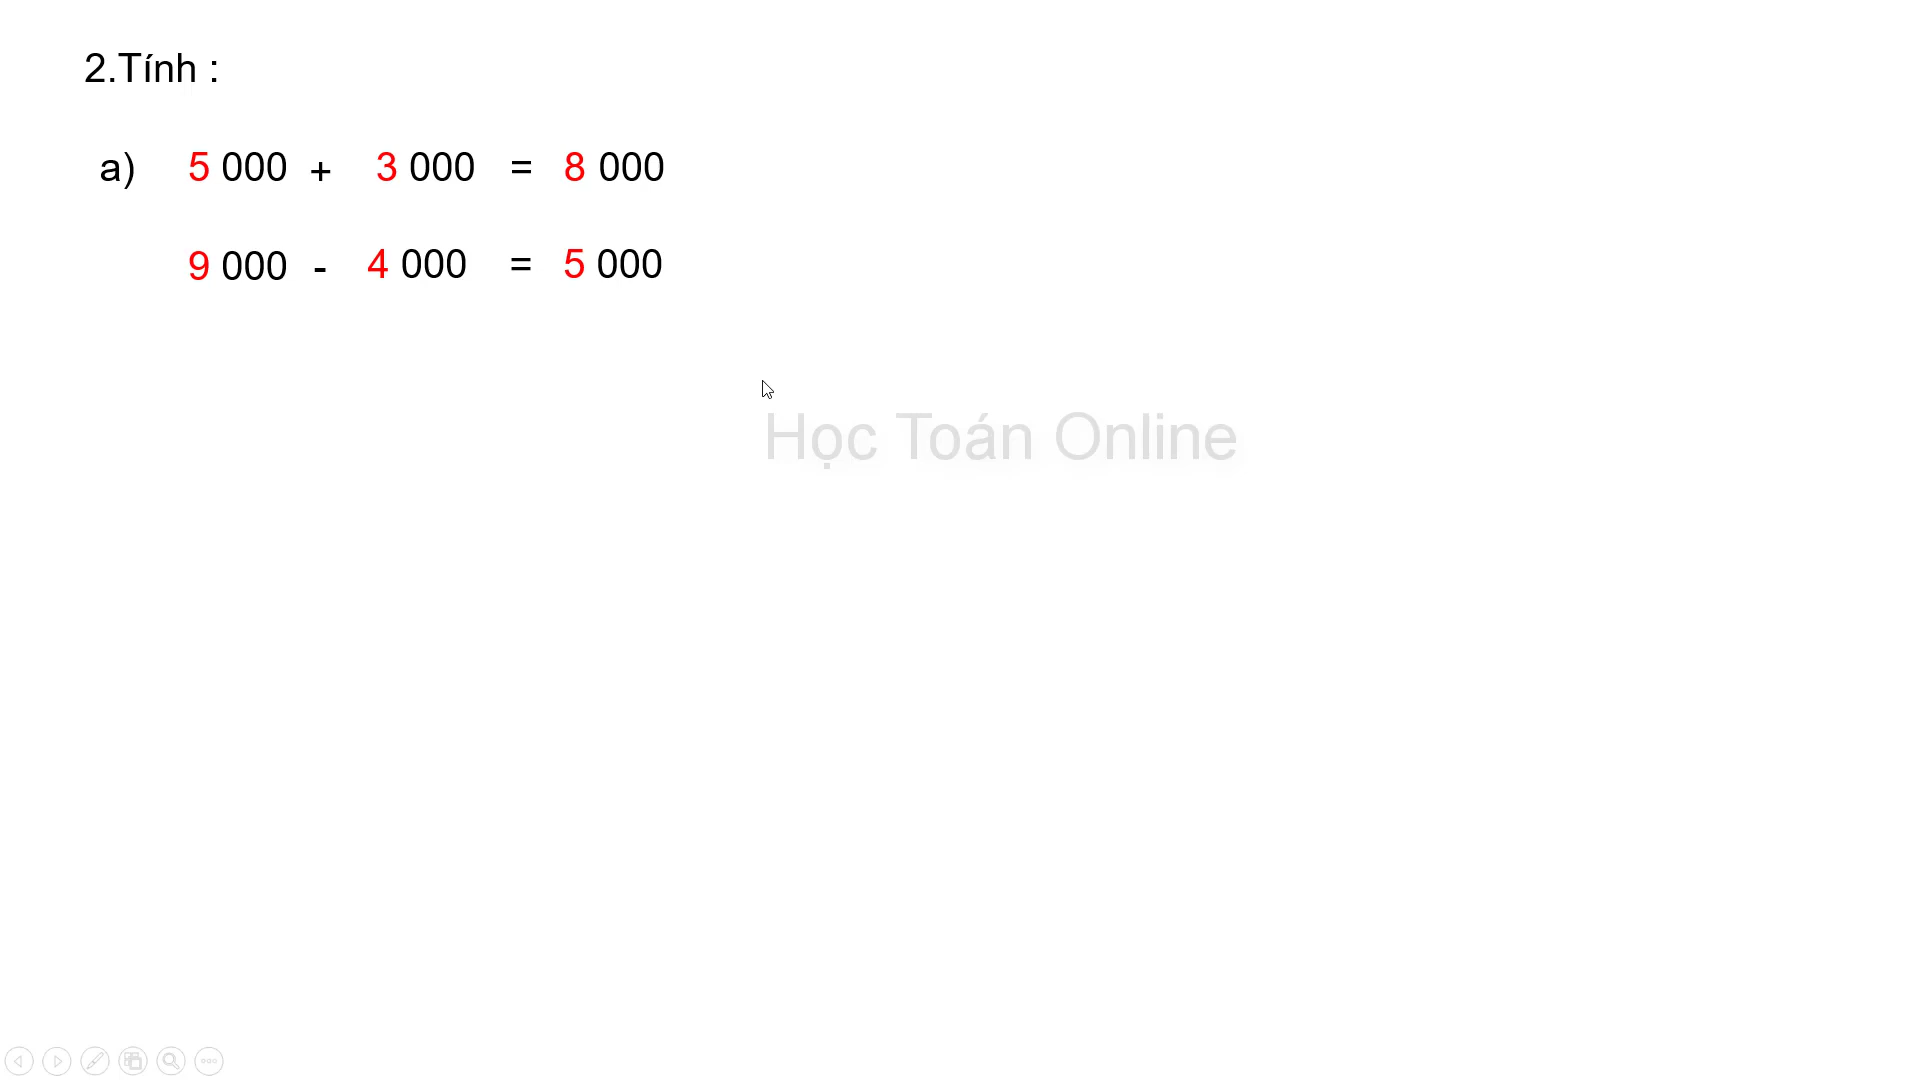 2.Tính :
a) 5 000 + 3 000 = 8 000
9 000 - 4 000 = 5 000
Học Toán Online